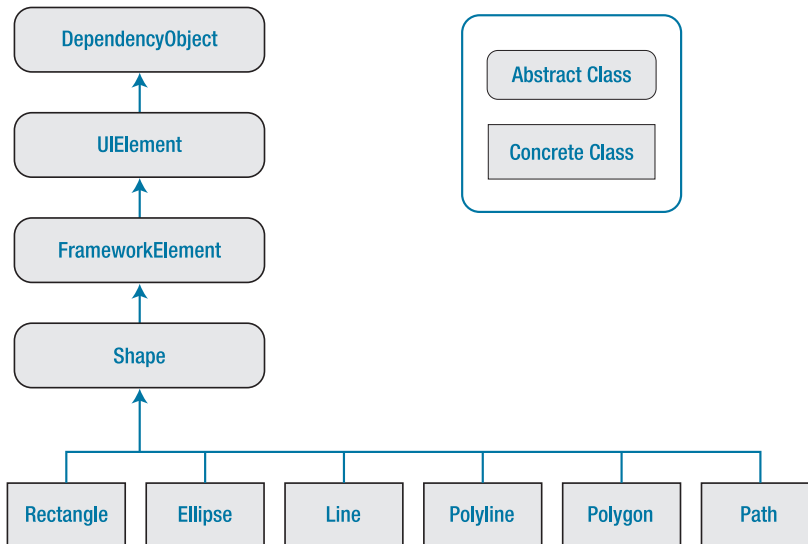 DependencyObject
Abstract Class
UIElement
Concrete Class
FrameworkElement
Shape
Rectangle
Ellipse
Line
Polyline
Polygon
Path